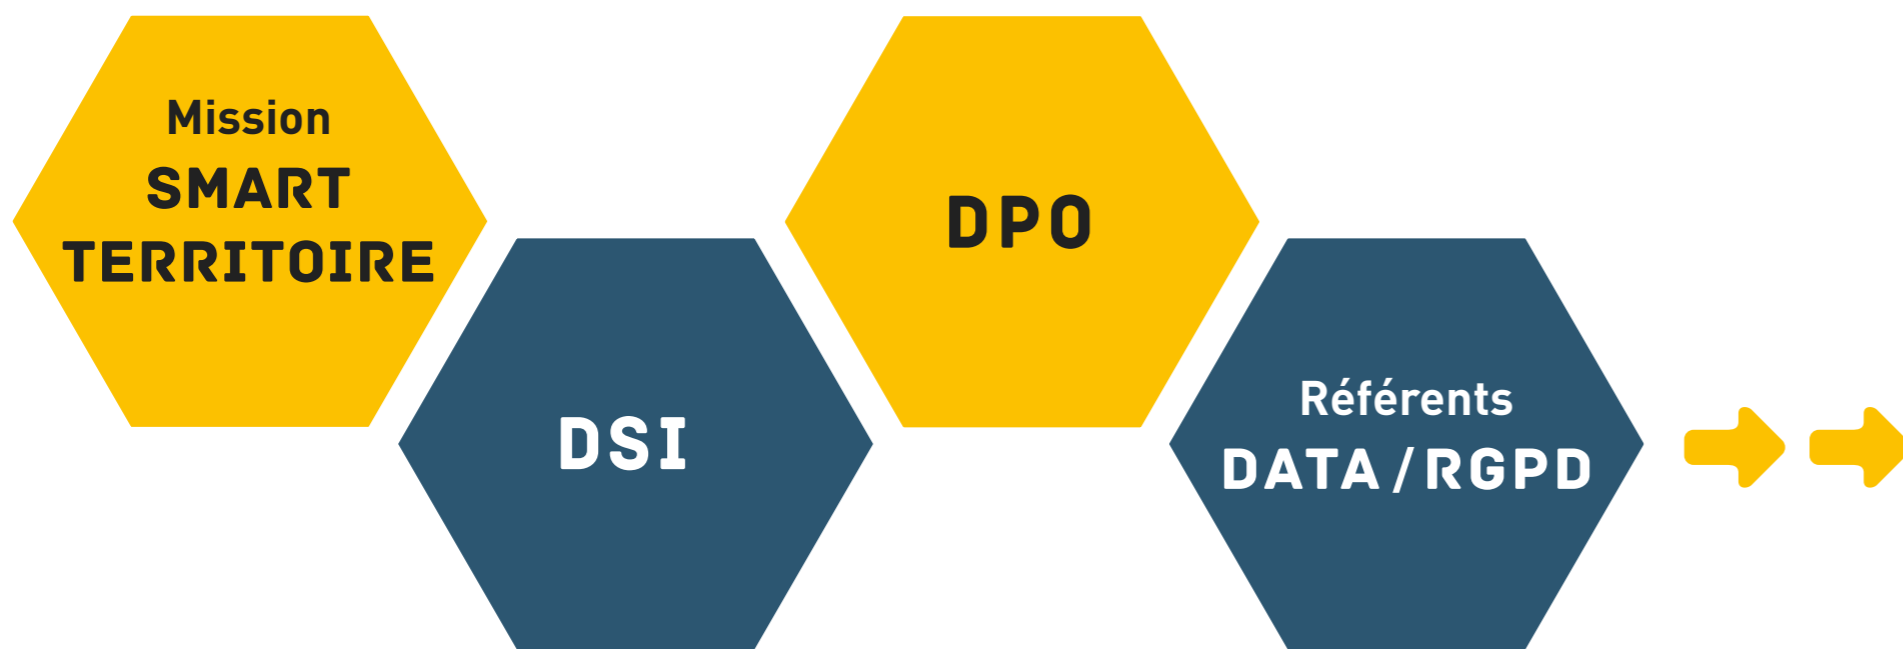 Mission
SMART
TERRITOIRE
DSI
DPO
Référents
DATA/RGPD